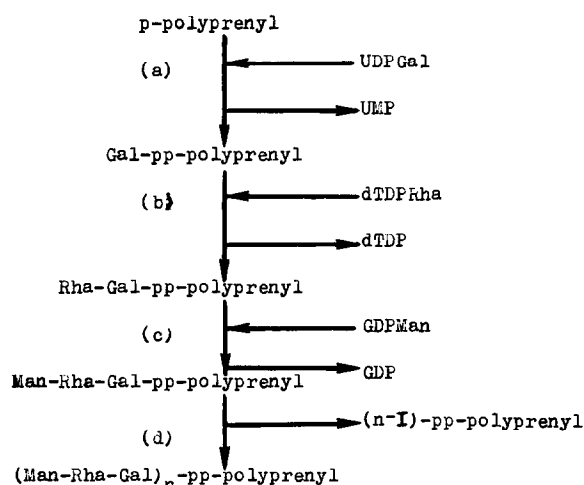 p-polyprenyl
(a)
UDPGal
UMP
Gal-pp-polyprenyl
(b)
dTDPRha
dTDP
Rha-Gal-pp-polyprenyl
(c)
GDPMan
GDP
Man-Rha-Gal-pp-polyprenyl
(n-I)-pp-polyprenyl
(d)
(Man-Rha-Gal)n-pp-polyprenyl